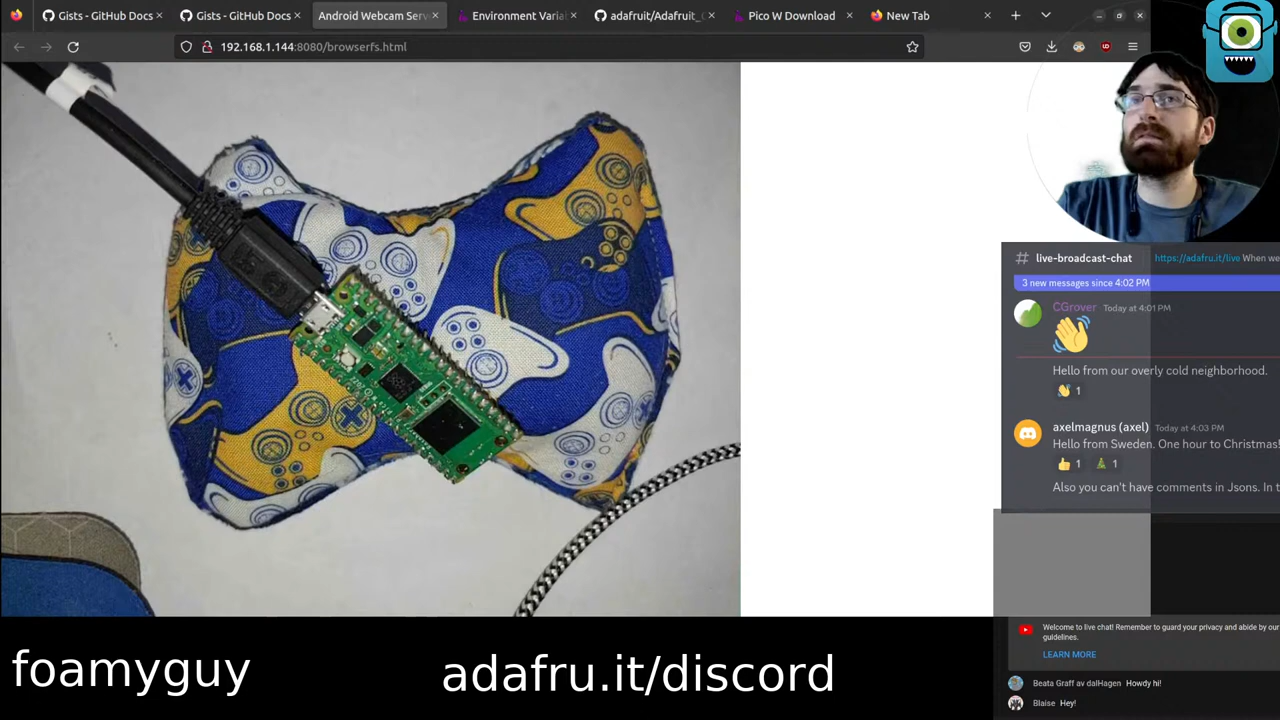 Gists - GitHub Docs
Gists - GitHub Docs
Android Webcam Serv
Environment Varia
adafruit/Adafruit_
Pico W Download
New Tab
192.168.1.144:8080/browserfs.html
# live-broadcast-chat
https://adafru.it/live When we
3 new messages since 4:02 PM
CGrover Today at 4:01 PM
Hello from our overly cold neighborhood.
1
axelmagnus (axel) Today at 4:03 PM
Hello from Sweden. One hour to Christmas!
1 1
Also you can't have comments in Jsons. In t
Welcome to live chat! Remember to guard your privacy and abide by our
guidelines.
LEARN MORE
Beata Graff av dalHagen Howdy hi!
Blaise Hey!
foamyguy
adafru.it/discord